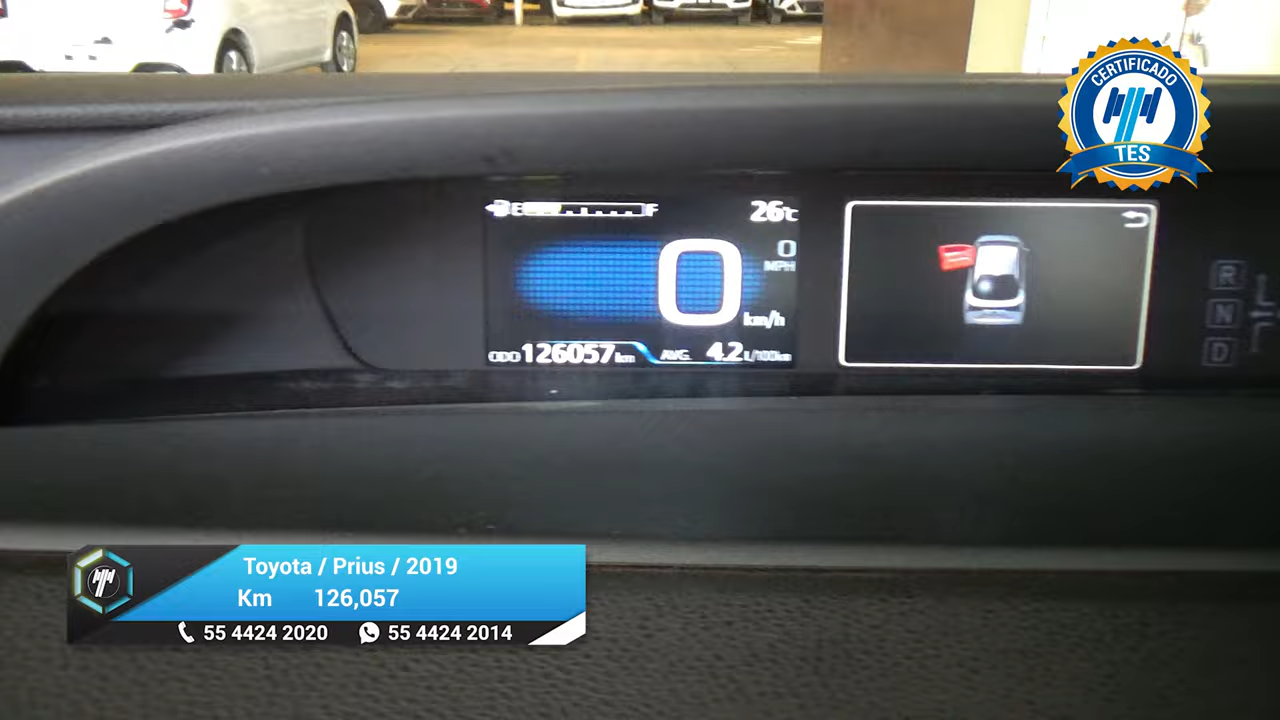 CERTIFICADO
TES
E F 26°C
0 MPH
0 km/h
ODO 126057 km AVG. 4.2 L/100km
R
N
D
Toyota / Prius / 2019
Km 126,057
55 4424 2020 55 4424 2014